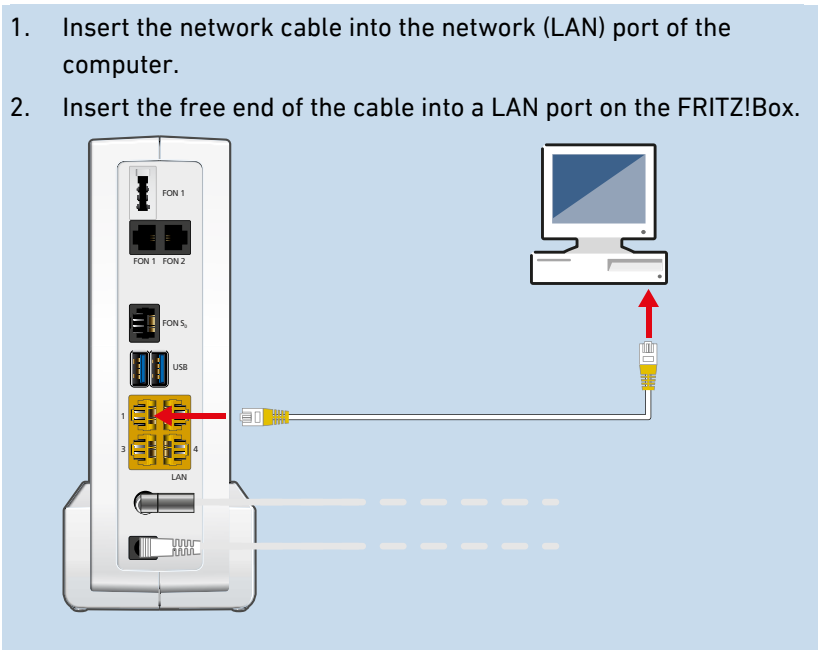 1. Insert the network cable into the network (LAN) port of the
computer.
2. Insert the free end of the cable into a LAN port on the FRITZ!Box.
FON 1
FON 1 FON 2
FON S₀
USB
1
3 4
LAN